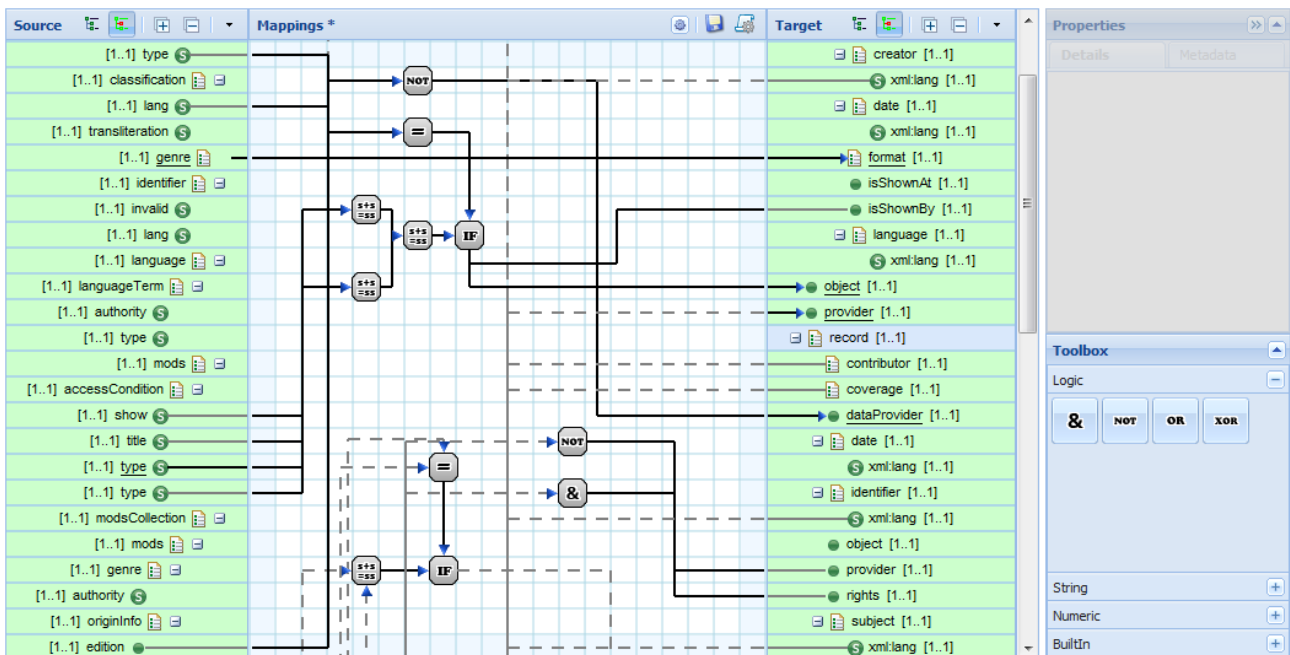 Source
Mappings *
Target
Properties
Details Metadata
[1..1] type S
[1..1] classification
[1..1] lang S
[1..1] transliteration S
[1..1] genre
[1..1] identifier
[1..1] invalid S
[1..1] lang S
[1..1] language
[1..1] languageTerm
[1..1] authority S
[1..1] type S
[1..1] mods
[1..1] accessCondition
[1..1] show S
[1..1] title S
[1..1] type S
[1..1] type S
[1..1] modsCollection
[1..1] mods
[1..1] genre
[1..1] authority S
[1..1] originInfo
[1..1] edition
NOT
=
s+s
=ss
s+s
=ss
IF
s+s
=ss
NOT
=
&
s+s
=ss
IF
creator [1..1]
S xml:lang [1..1]
date [1..1]
S xml:lang [1..1]
format [1..1]
isShownAt [1..1]
isShownBy [1..1]
language [1..1]
S xml:lang [1..1]
object [1..1]
provider [1..1]
record [1..1]
contributor [1..1]
coverage [1..1]
dataProvider [1..1]
date [1..1]
S xml:lang [1..1]
identifier [1..1]
S xml:lang [1..1]
object [1..1]
provider [1..1]
rights [1..1]
subject [1..1]
S xml:lang [1..1]
Toolbox
Logic
& NOT OR XOR
String
Numeric
BuiltIn